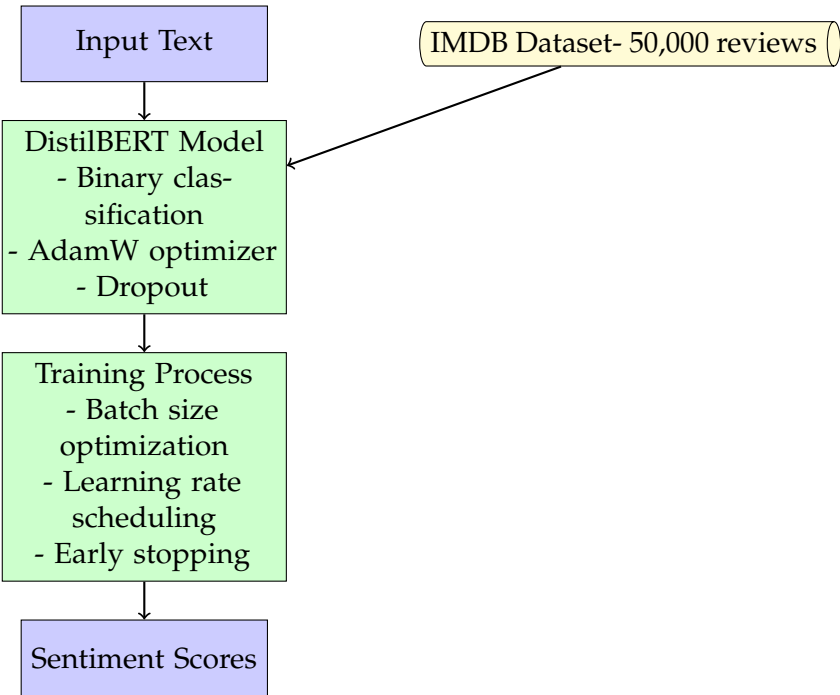 Input Text
IMDB Dataset- 50,000 reviews
DistilBERT Model
- Binary clas-
sification
- AdamW optimizer
- Dropout
Training Process
- Batch size
optimization
- Learning rate
scheduling
- Early stopping
Sentiment Scores